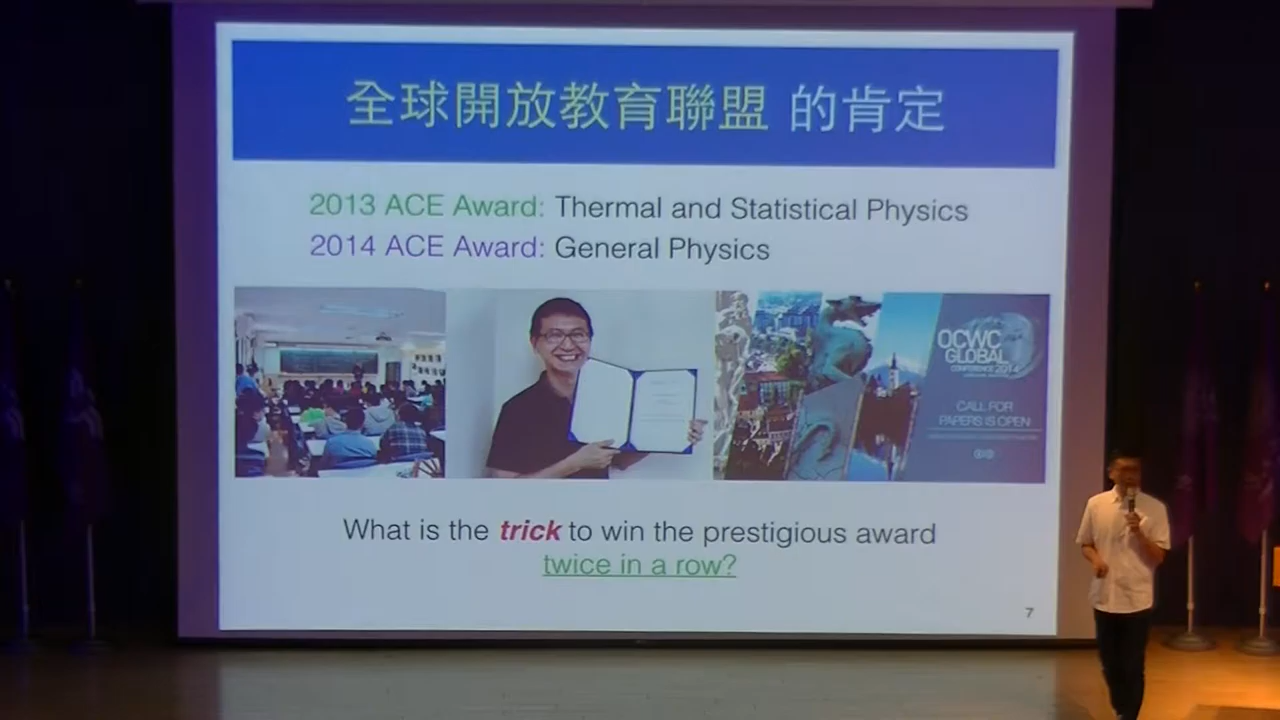 全球開放教育聯盟 的肯定
2013 ACE Award: Thermal and Statistical Physics
2014 ACE Award: General Physics
OCWC
GLOBAL
CONFERENCE 2014
CALL FOR
PAPERS IS OPEN
What is the trick to win the prestigious award
twice in a row?
7